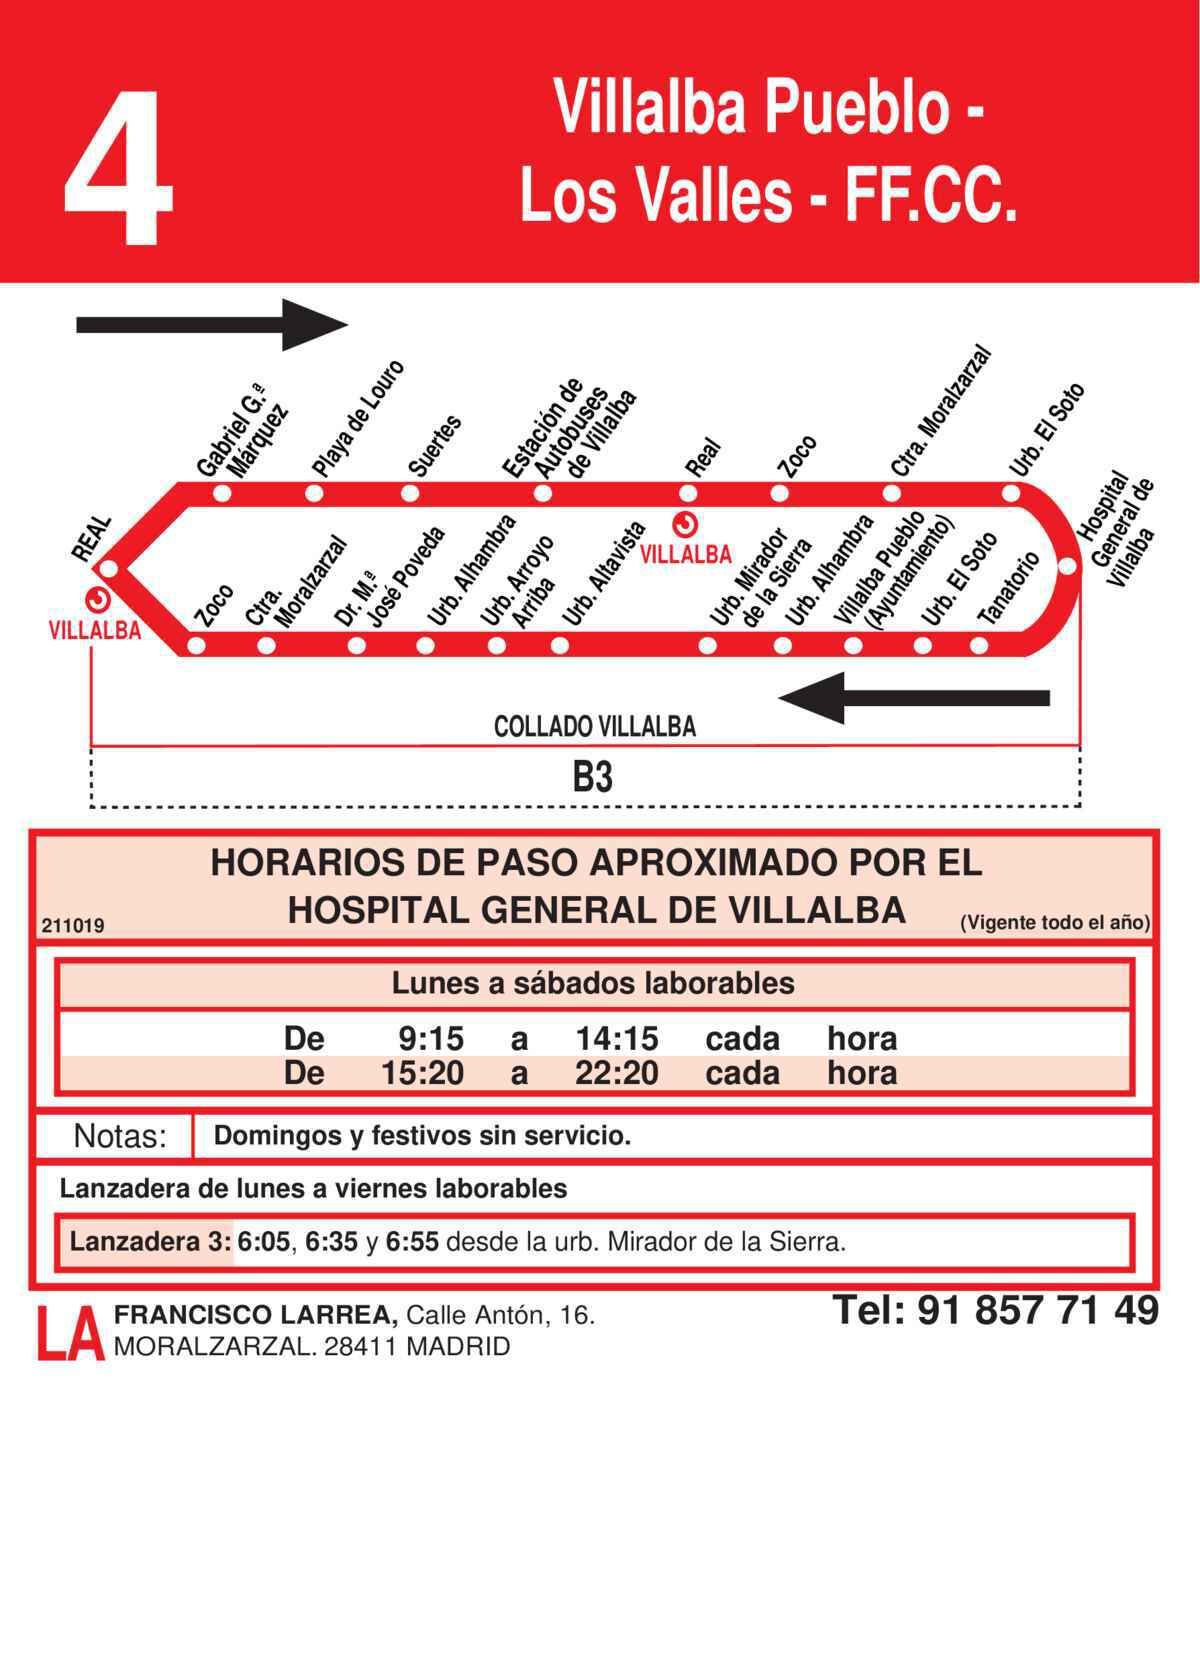 4
Villalba Pueblo -
Los Valles - FF.CC.
REAL
VILLALBA
Gabriel G.ª
Márquez
Playa de Louro
Suertes
Estación de
Autobuses
de Villalba
Real
VILLALBA
Zoco
Ctra. Moralzarzal
Urb. El Soto
Hospital
General de
Villalba
Zoco
Ctra.
Moralzarzal
Dr. M.ª
José Poveda
Urb. Alhambra
Urb. Arroyo
Arriba
Urb. Altavista
Urb. Mirador
de la Sierra
Urb. Alhambra
Villalba Pueblo
(Ayuntamiento)
Urb. El Soto
Tanatorio
COLLADO VILLALBA
B3
HORARIOS DE PASO APROXIMADO POR EL
HOSPITAL GENERAL DE VILLALBA
211019
(Vigente todo el año)
Lunes a sábados laborables
De 9:15 a 14:15 cada hora
De 15:20 a 22:20 cada hora
Notas: Domingos y festivos sin servicio.
Lanzadera de lunes a viernes laborables
Lanzadera 3: 6:05, 6:35 y 6:55 desde la urb. Mirador de la Sierra.
LA
FRANCISCO LARREA, Calle Antón, 16.
MORALZARZAL. 28411 MADRID
Tel: 91 857 71 49